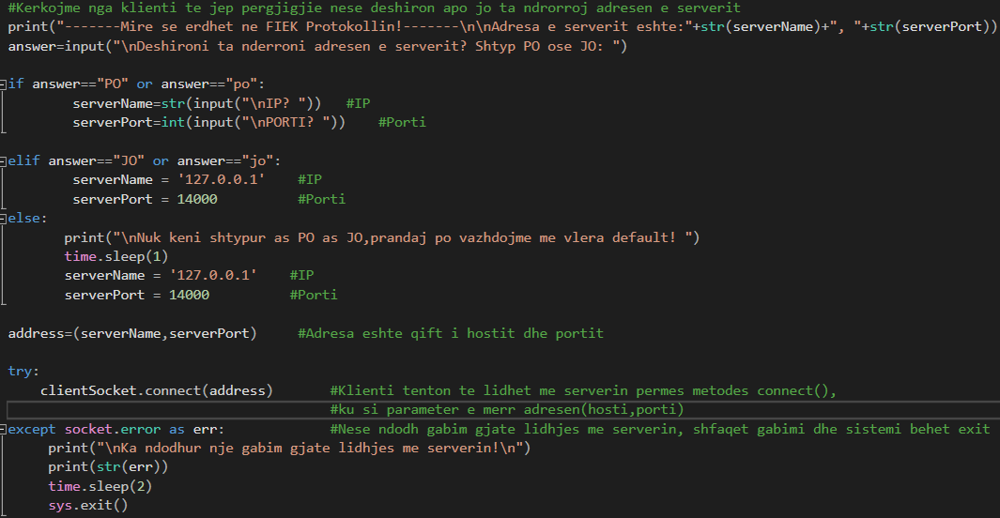 #Kerkojme nga klienti te jep pergjigjie nese deshiron apo jo ta ndrorroj adresen e serverit
print("-------Mire se erdhet ne FIEK Protokollin!-------\n\nAdresa e serverit eshte:"+str(serverName)+", "+str(serverPort))
answer=input("\nDeshironi ta nderroni adresen e serverit? Shtyp PO ose JO: ")

if answer=="PO" or answer=="po":
        serverName=str(input("\nIP? "))   #IP
        serverPort=int(input("\nPORTI? "))    #Porti

elif answer=="JO" or answer=="jo":
        serverName = '127.0.0.1'    #IP
        serverPort = 14000          #Porti
else:
       print("\nNuk keni shtypur as PO as JO,prandaj po vazhdojme me vlera default! ")
       time.sleep(1)
       serverName = '127.0.0.1'    #IP
       serverPort = 14000          #Porti

address=(serverName,serverPort)     #Adresa eshte qift i hostit dhe portit

try:
    clientSocket.connect(address)       #Klienti tenton te lidhet me serverin permes metodes connect(),
                                        #ku si parameter e merr adresen(hosti,porti)
except socket.error as err:             #Nese ndodh gabim gjate lidhjes me serverin, shfaqet gabimi dhe sistemi behet exit
     print("\nKa ndodhur nje gabim gjate lidhjes me serverin!\n")
     print(str(err))
     time.sleep(2)
     sys.exit()